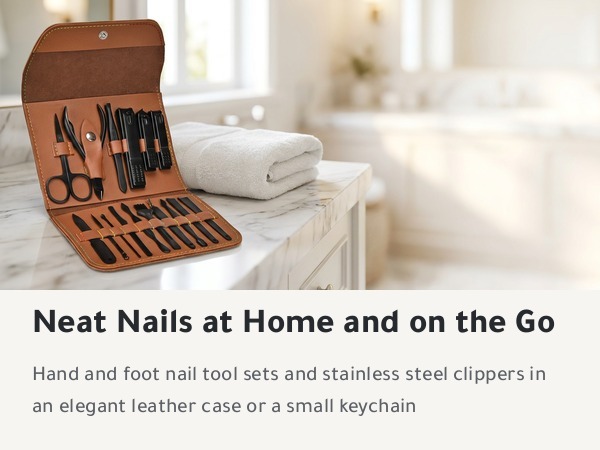 Neat Nails at Home and on the Go
Hand and foot nail tool sets and stainless steel clippers in
an elegant leather case or a small keychain